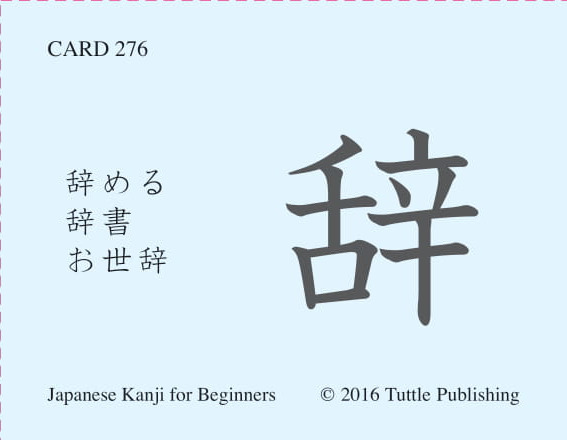 CARD 276
辞める
辞書
お世辞
辞
Japanese Kanji for Beginners © 2016 Tuttle Publishing